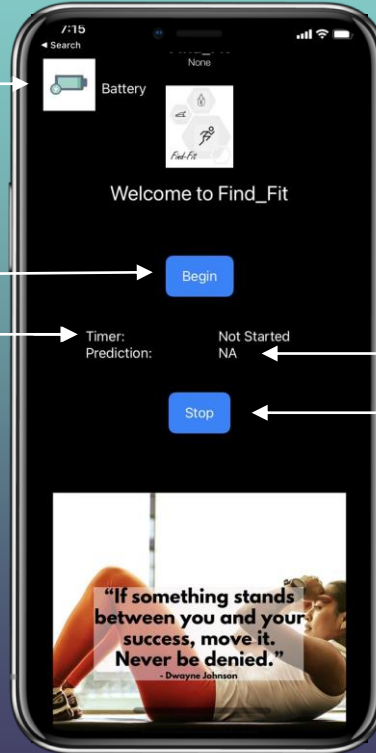 7:15
◂ Search
Find_Fit
None
Battery
Find-Fit
Welcome to Find_Fit
Begin
Timer: Not Started
Prediction: NA
Stop
“If something stands
between you and your
success, move it.
Never be denied.”
- Dwayne Johnson